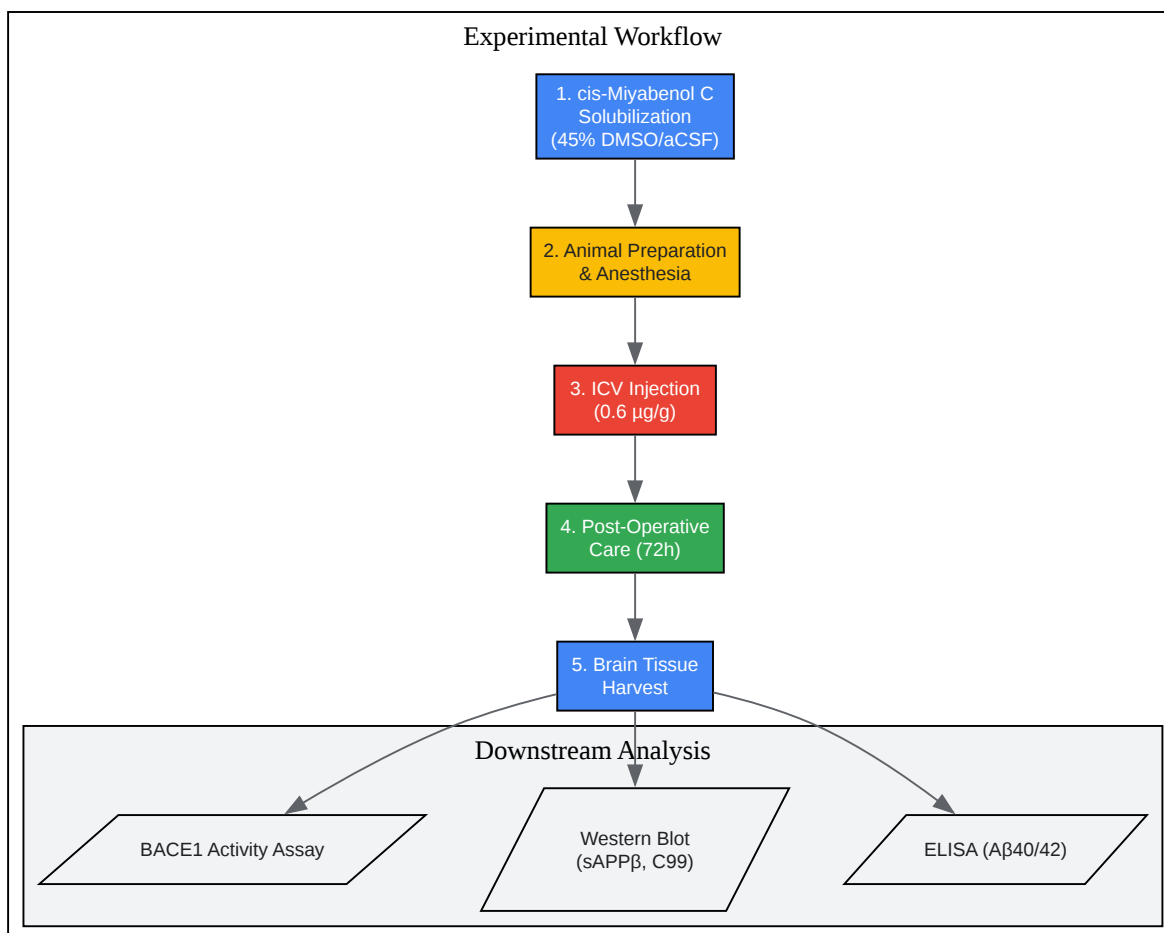 Experimental Workflow
1. cis-Miyabenol C
Solubilization
(45% DMSO/aCSF)
2. Animal Preparation
& Anesthesia
3. ICV Injection
(0.6 µg/g)
4. Post-Operative
Care (72h)
5. Brain Tissue
Harvest
Downstream Analysis
BACE1 Activity Assay
Western Blot
(sAPPβ, C99)
ELISA (Aβ40/42)